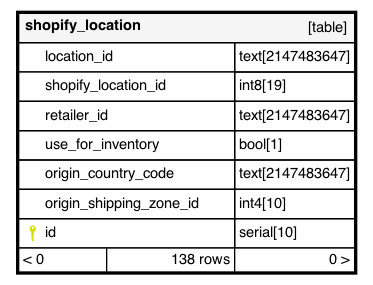 shopify_location [table]
location_id text[2147483647]
shopify_location_id int8[19]
retailer_id text[2147483647]
use_for_inventory bool[1]
origin_country_code text[2147483647]
origin_shipping_zone_id int4[10]
id serial[10]
< 0 138 rows 0 >